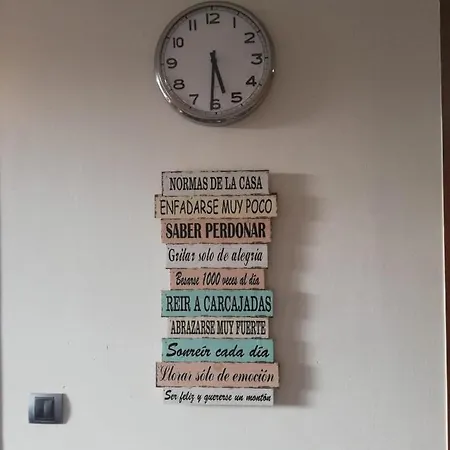 12
1
2
3
4
5
6
7
8
9
10
11
NORMAS DE LA CASA
ENFADARSE MUY POCO
SABER PERDONAR
Gritar solo de alegría
Besarse 1000 veces al día
REIR A CARCAJADAS
ABRAZARSE MUY FUERTE
Sonreír cada día
Llorar sólo de emoción
Ser feliz y quererse un montón